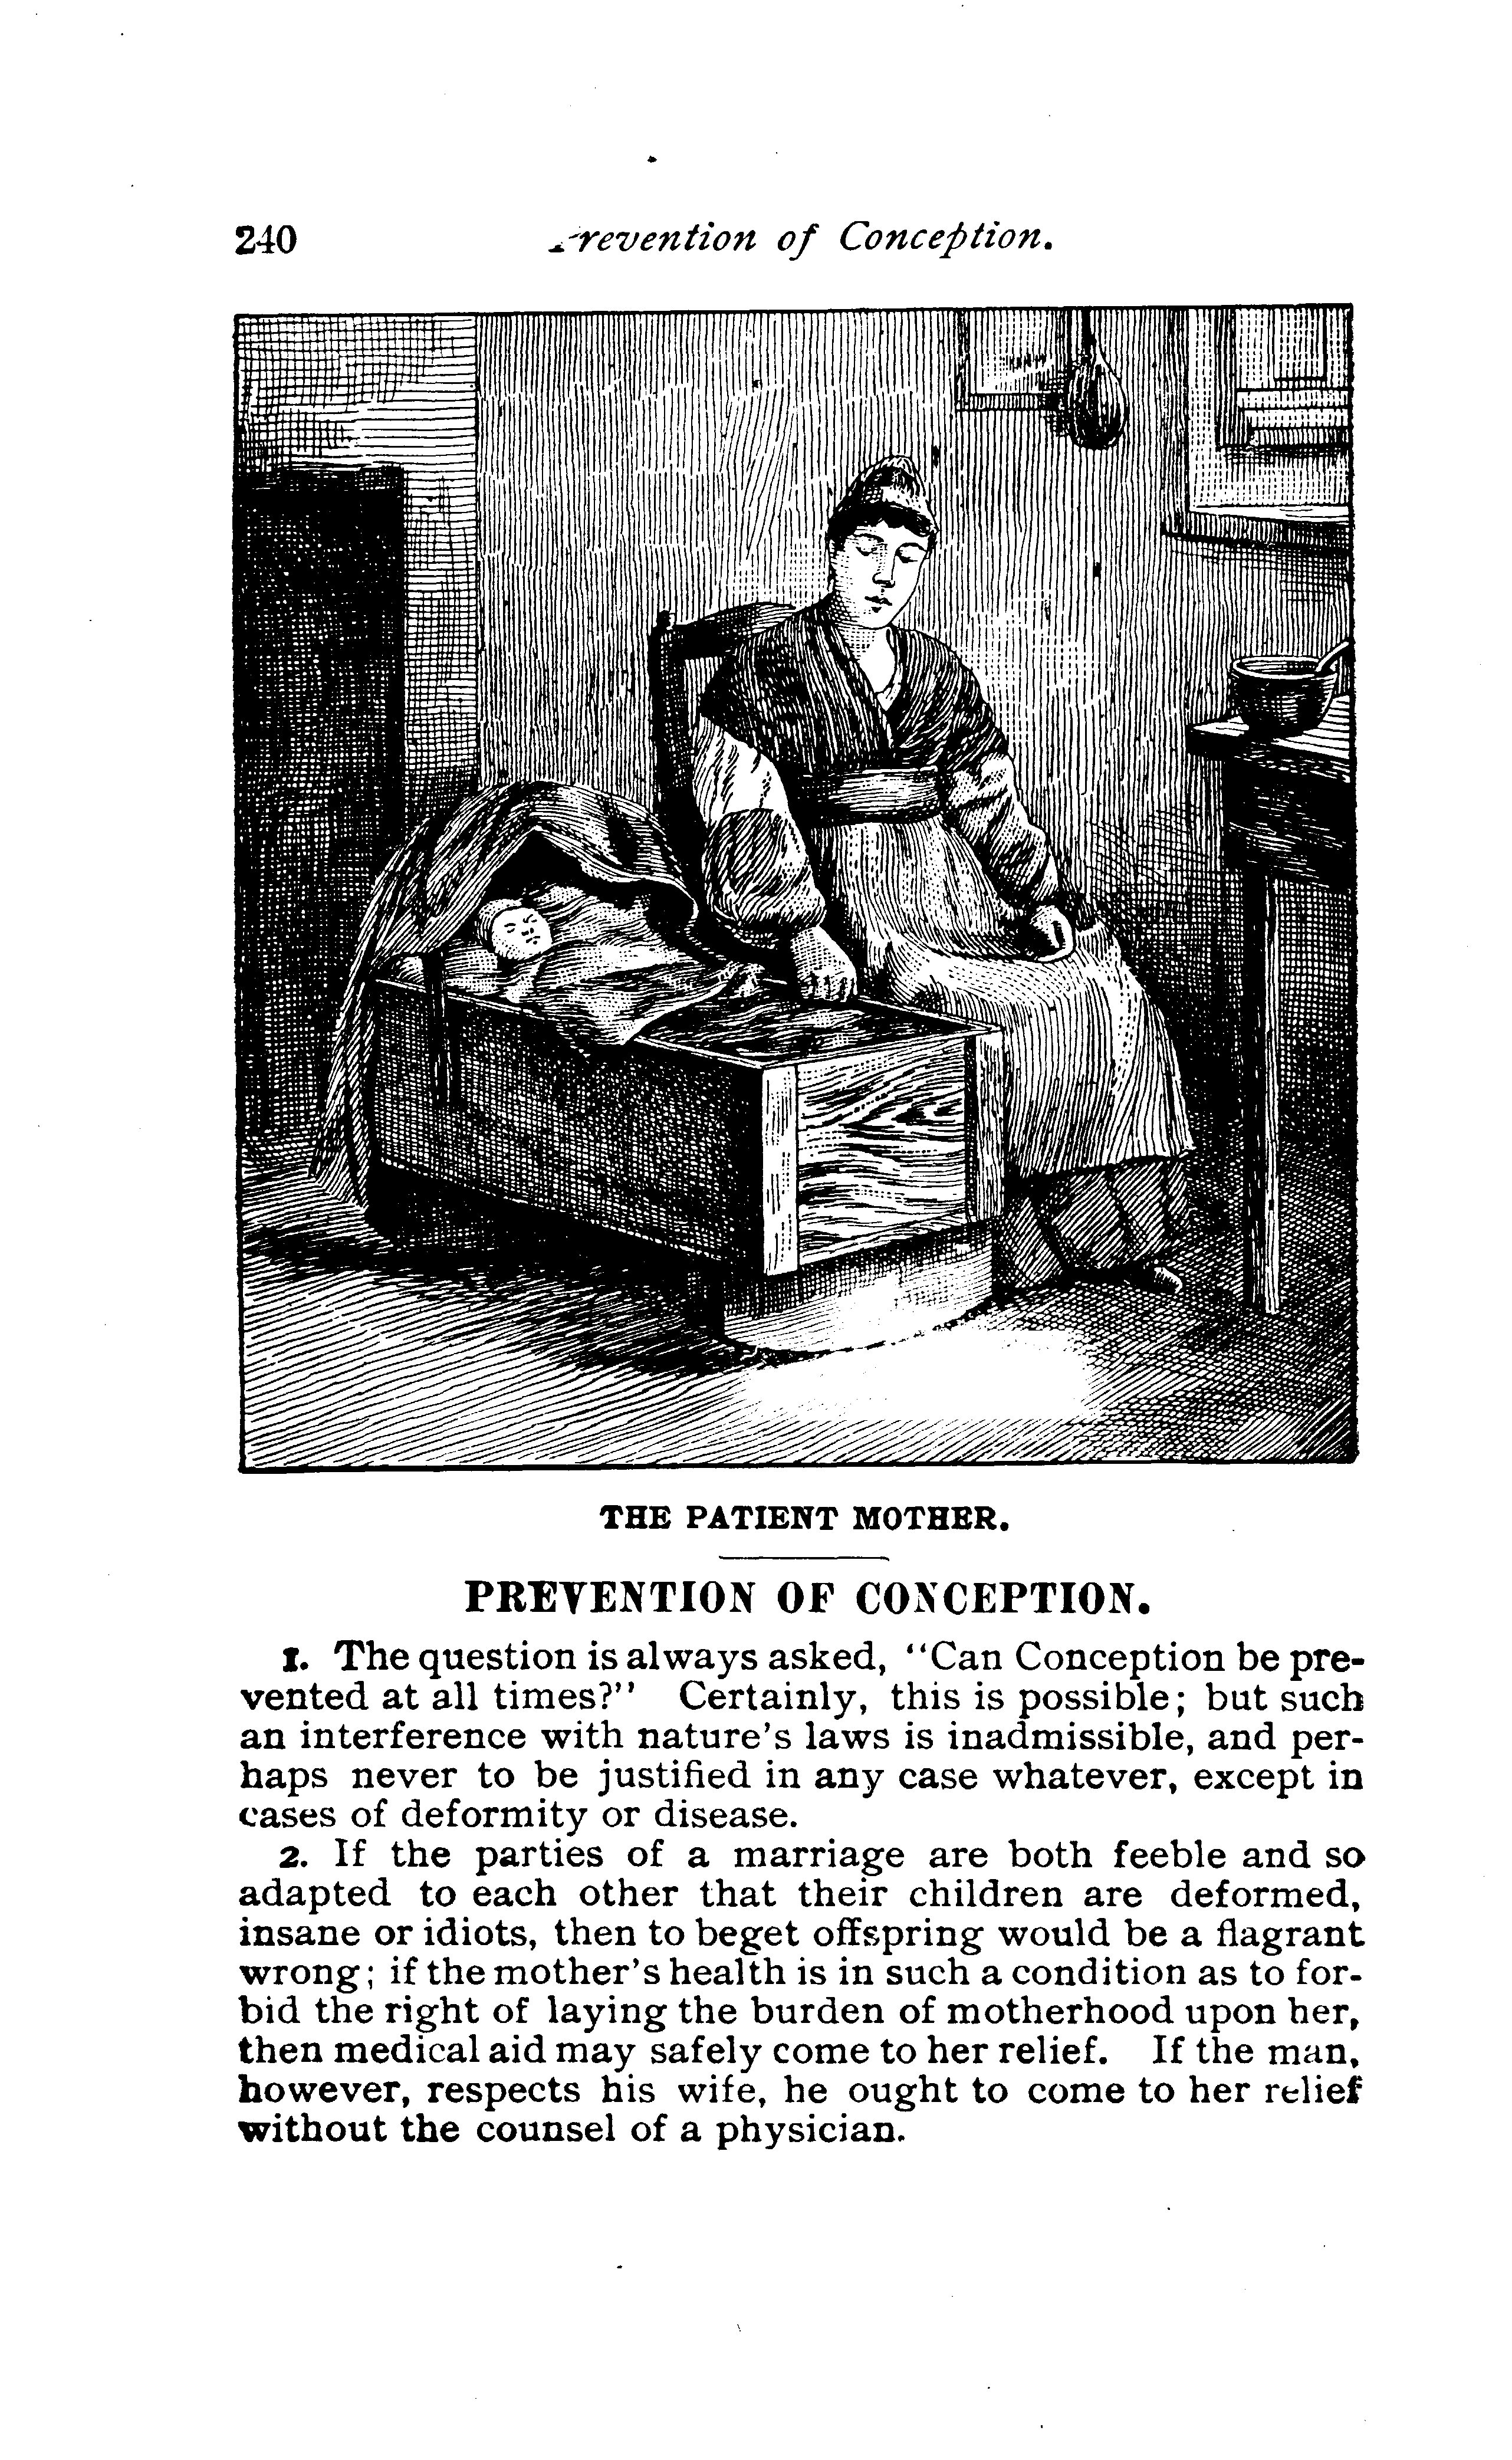 240
Prevention of Conception.
THE PATIENT MOTHER.
PREVENTION OF CONCEPTION.
1. The question is always asked, "Can Conception be pre-
vented at all times?" Certainly, this is possible; but such
an interference with nature's laws is inadmissible, and per-
haps never to be justified in any case whatever, except in
cases of deformity or disease.
2. If the parties of a marriage are both feeble and so
adapted to each other that their children are deformed,
insane or idiots, then to beget offspring would be a flagrant
wrong; if the mother's health is in such a condition as to for-
bid the right of laying the burden of motherhood upon her,
then medical aid may safely come to her relief. If the man,
however, respects his wife, he ought to come to her relief
without the counsel of a physician.